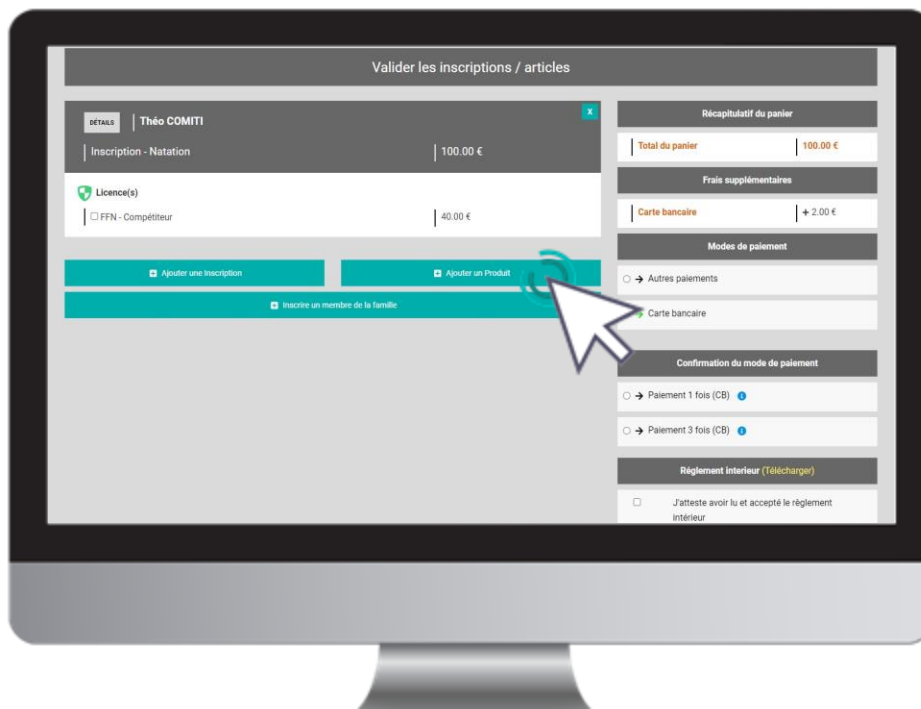 Valider les inscriptions / articles
DÉTAILS Théo COMITI X
Inscription - Natation 100.00 €
Licence(s)
FFN - Compétiteur 40.00 €
Ajouter une Inscription Ajouter un Produit
Inscrire un membre de la famille
Récapitulatif du panier
Total du panier 100.00 €
Frais supplémentaires
Carte bancaire + 2.00 €
Modes de paiement
Autres paiements
Carte bancaire
Confirmation du mode de paiement
Paiement 1 fois (CB)
Paiement 3 fois (CB)
Réglement interieur (Télécharger)
J'atteste avoir lu et accepté le règlement
intérieur